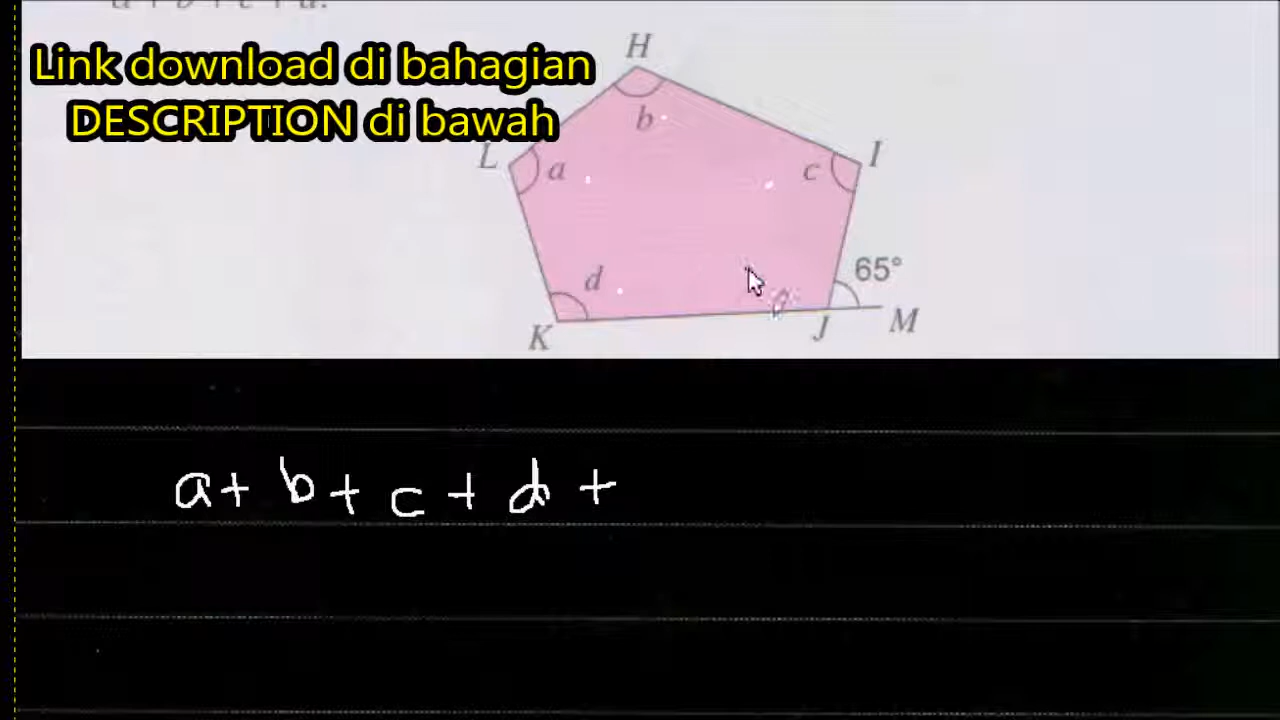 a + b + c + d.
Link download di bahagian
DESCRIPTION di bawah
H
b
L
a
c
I
d
65°
K
J
M
a + b + c + d +